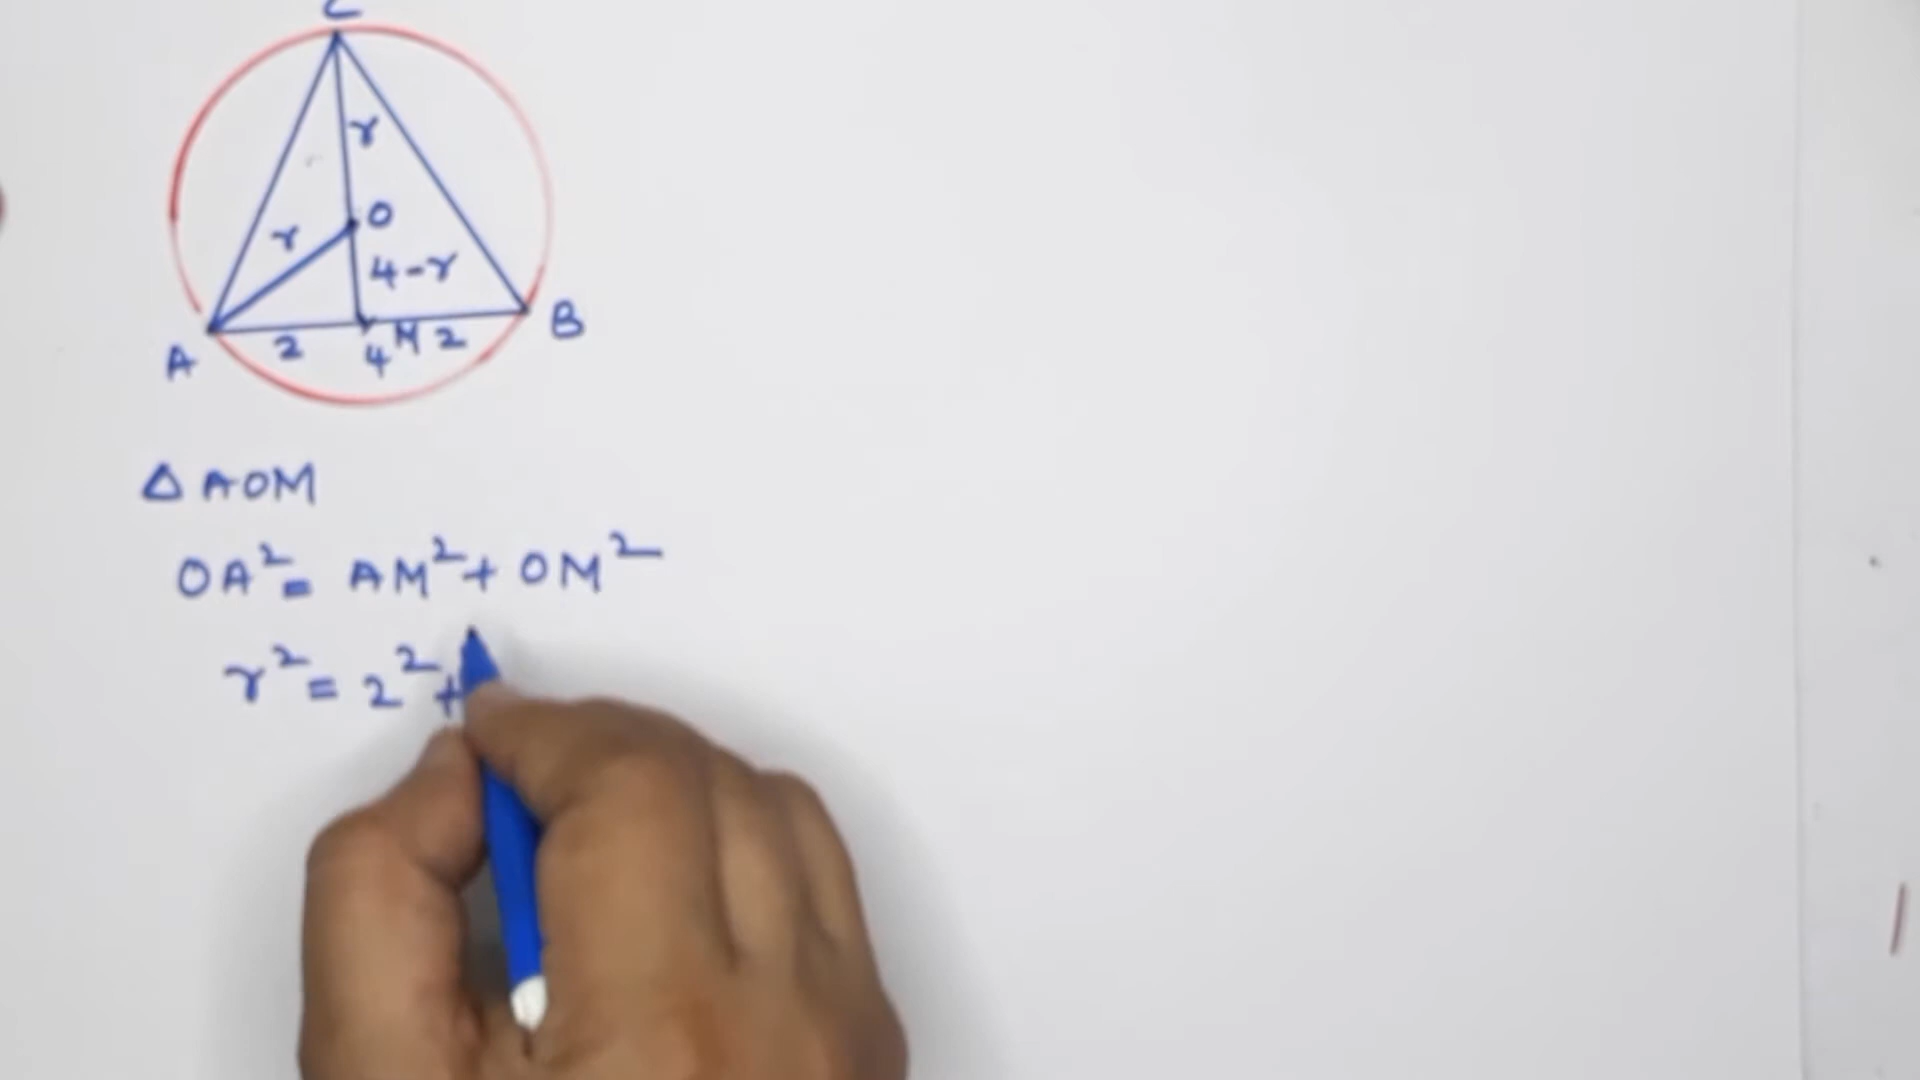 C
r
O
r
4-r
B
2
4
M
2
A
Δ AOM
OA² = AM² + OM²
r² = 2² +